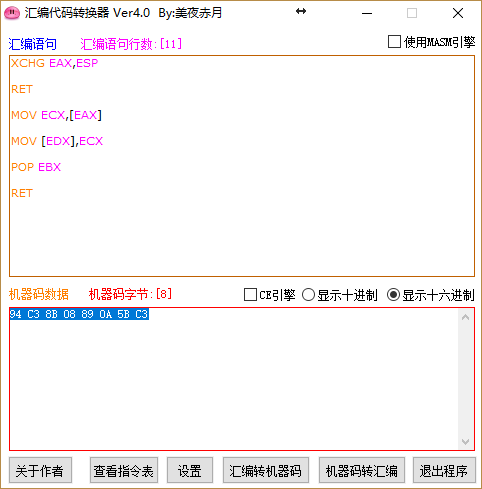 汇编代码转换器 Ver4.0 By:美夜赤月
汇编语句 汇编语句行数:[11] 使用MASM引擎
XCHG EAX,ESP
RET
MOV ECX,[EAX]
MOV [EDX],ECX
POP EBX
RET
机器码数据 机器码字节:[8] CE引擎 显示十进制 显示十六进制
94 C3 8B 08 89 0A 5B C3
关于作者 查看指令表 设置 汇编转机器码 机器码转汇编 退出程序